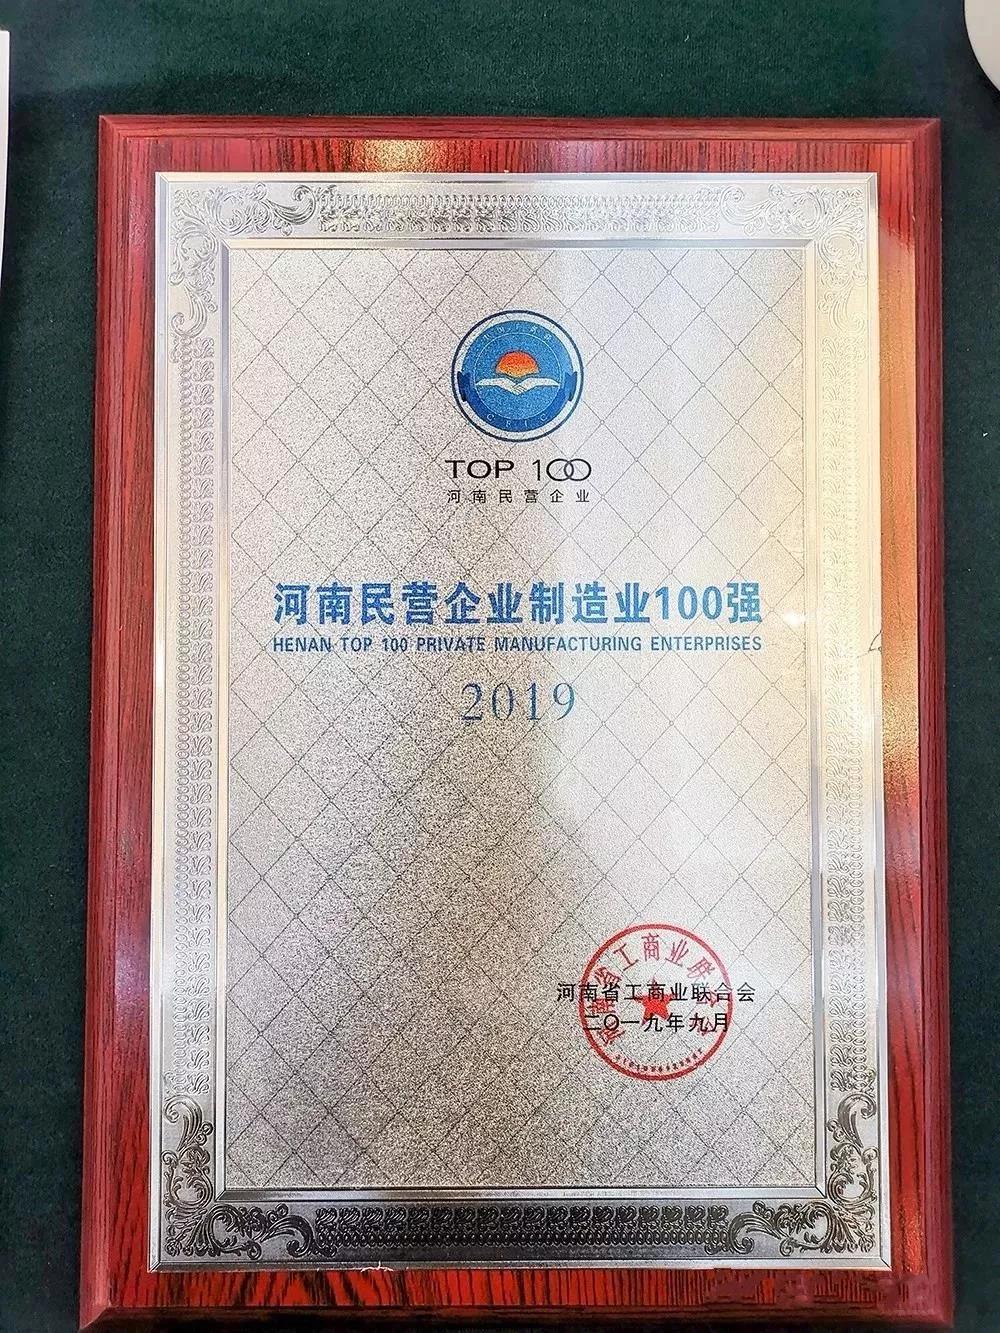 TOP 100
河南民营企业
河南民营企业制造业100强
HENAN TOP 100 PRIVATE MANUFACTURING ENTERPRISES
2019
河南省工商业联合会
二〇一九年九月